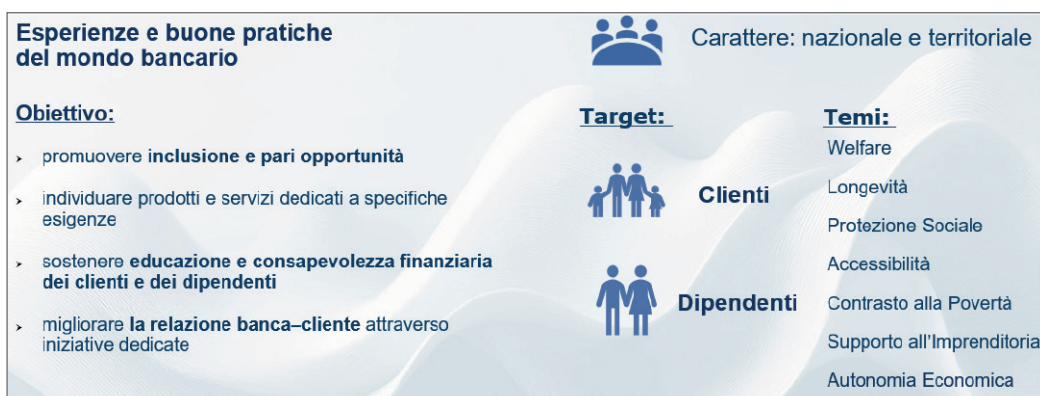 Esperienze e buone pratiche
del mondo bancario
Carattere: nazionale e territoriale
Obiettivo:
promuovere inclusione e pari opportunità
individuare prodotti e servizi dedicati a specifiche
esigenze
sostenere educazione e consapevolezza finanziaria
dei clienti e dei dipendenti
migliorare la relazione banca–cliente attraverso
iniziative dedicate
Target:
Clienti
Dipendenti
Temi:
Welfare
Longevità
Protezione Sociale
Accessibilità
Contrasto alla Povertà
Supporto all'Imprenditoria
Autonomia Economica